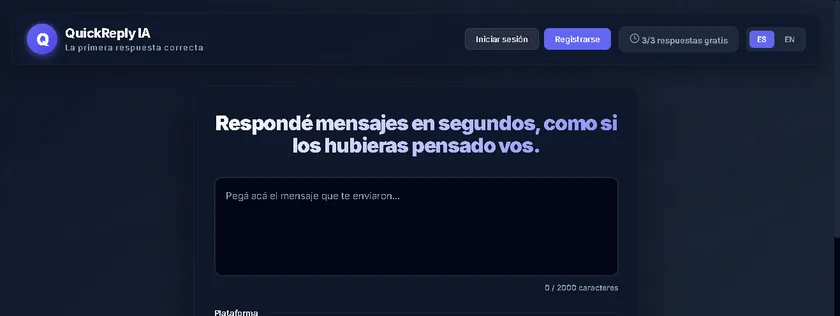 Q
QuickReply IA
La primera respuesta correcta
Iniciar sesión
Registrarse
3/3 respuestas gratis
ES
EN
Respondé mensajes en segundos, como si
los hubieras pensado vos.
Pegá acá el mensaje que te enviaron...
0 / 2000 caracteres
Plataforma